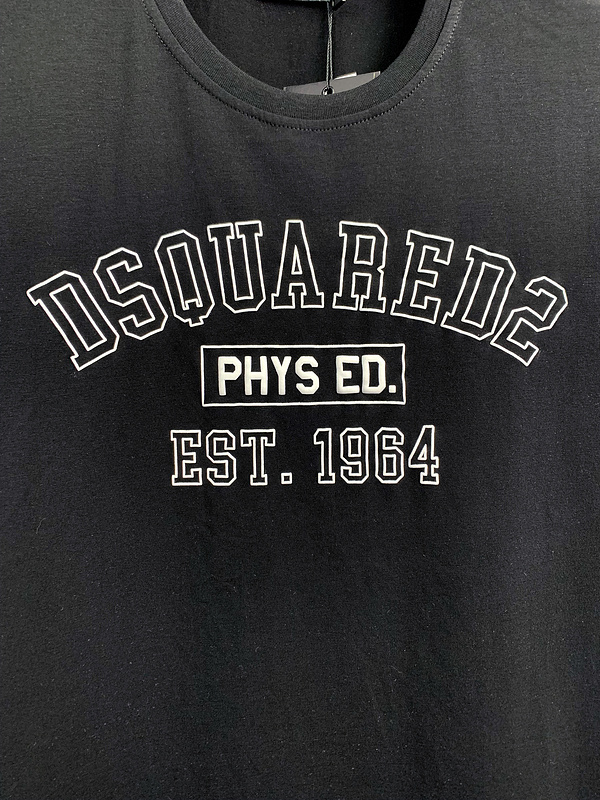 DSQUARED2
PHYS ED.
EST. 1964